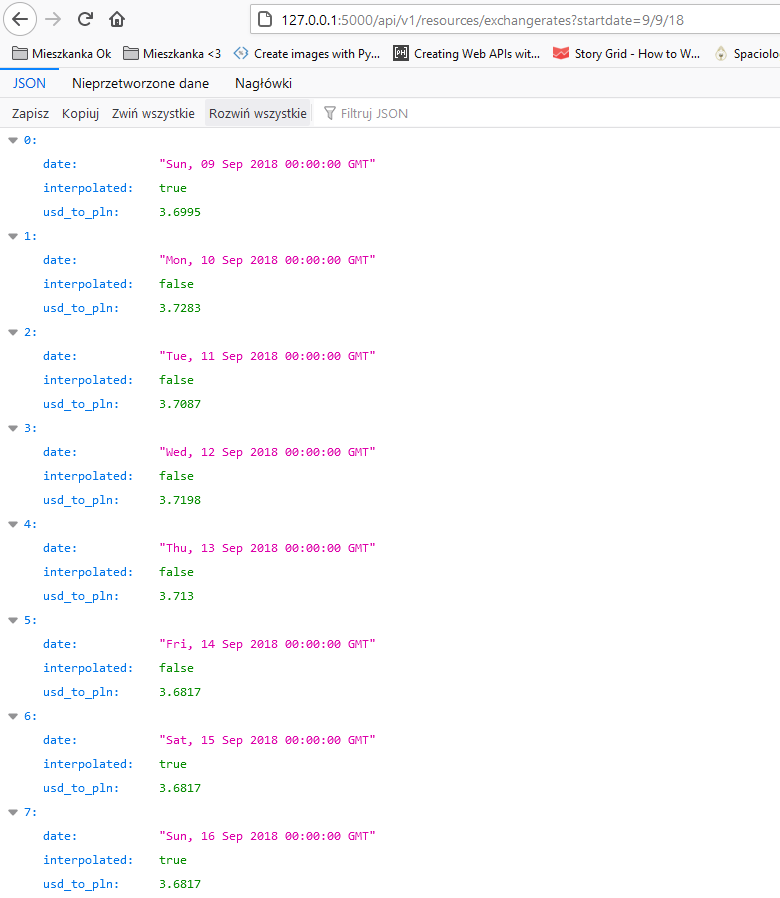 127.0.0.1:5000/api/v1/resources/exchangerates?startdate=9/9/18
Mieszkanka Ok Mieszkanka <3 Create images with Py... PH Creating Web APIs wit... Story Grid - How to W... Spaciolo
JSON Nieprzetworzone dane Nagłówki
Zapisz Kopiuj Zwiń wszystkie Rozwiń wszystkie Filtruj JSON
0:
date: "Sun, 09 Sep 2018 00:00:00 GMT"
interpolated: true
usd_to_pln: 3.6995
1:
date: "Mon, 10 Sep 2018 00:00:00 GMT"
interpolated: false
usd_to_pln: 3.7283
2:
date: "Tue, 11 Sep 2018 00:00:00 GMT"
interpolated: false
usd_to_pln: 3.7087
3:
date: "Wed, 12 Sep 2018 00:00:00 GMT"
interpolated: false
usd_to_pln: 3.7198
4:
date: "Thu, 13 Sep 2018 00:00:00 GMT"
interpolated: false
usd_to_pln: 3.713
5:
date: "Fri, 14 Sep 2018 00:00:00 GMT"
interpolated: false
usd_to_pln: 3.6817
6:
date: "Sat, 15 Sep 2018 00:00:00 GMT"
interpolated: true
usd_to_pln: 3.6817
7:
date: "Sun, 16 Sep 2018 00:00:00 GMT"
interpolated: true
usd_to_pln: 3.6817